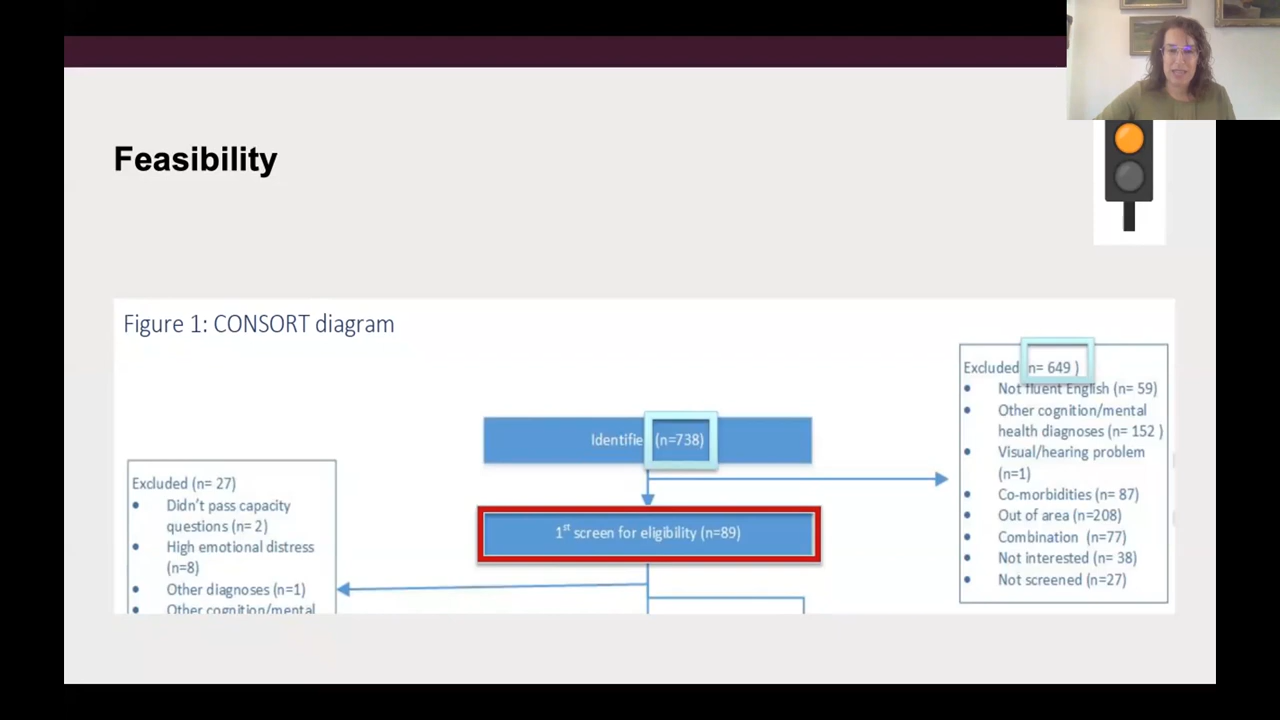 Feasibility
Figure 1: CONSORT diagram
Identifie (n=738)
1st screen for eligibility (n=89)
Excluded n= 649 )
• Not fluent English (n= 59)
• Other cognition/mental
health diagnoses (n= 152 )
• Visual/hearing problem
(n=1)
• Co-morbidities (n= 87)
• Out of area (n=208)
• Combination (n=77)
• Not interested (n= 38)
• Not screened (n=27)
Excluded (n= 27)
• Didn't pass capacity
questions (n= 2)
• High emotional distress
(n=8)
• Other diagnoses (n=1)
• Other cognition/mental